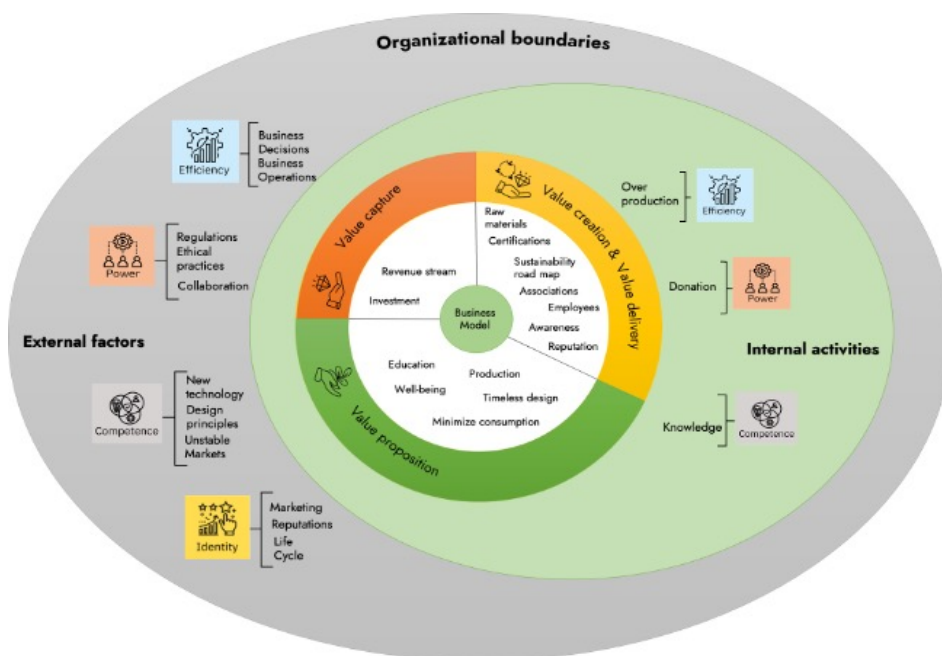 Organizational boundaries
Efficiency
Business
Decisions
Business
Operations
Power
Regulations
Ethical
practices
Collaboration
External factors
Competence
New
technology
Design
principles
Unstable
Markets
Identity
Marketing
Reputations
Life
Cycle
Value capture
Revenue stream
Investment
Value creation & Value delivery
Raw
materials
Certifications
Sustainability
road map
Associations
Employees
Awareness
Reputation
Business
Model
Value proposition
Education
Production
Well-being
Timeless design
Minimize consumption
Over
production
Efficiency
Donation
Power
Internal activities
Knowledge
Competence